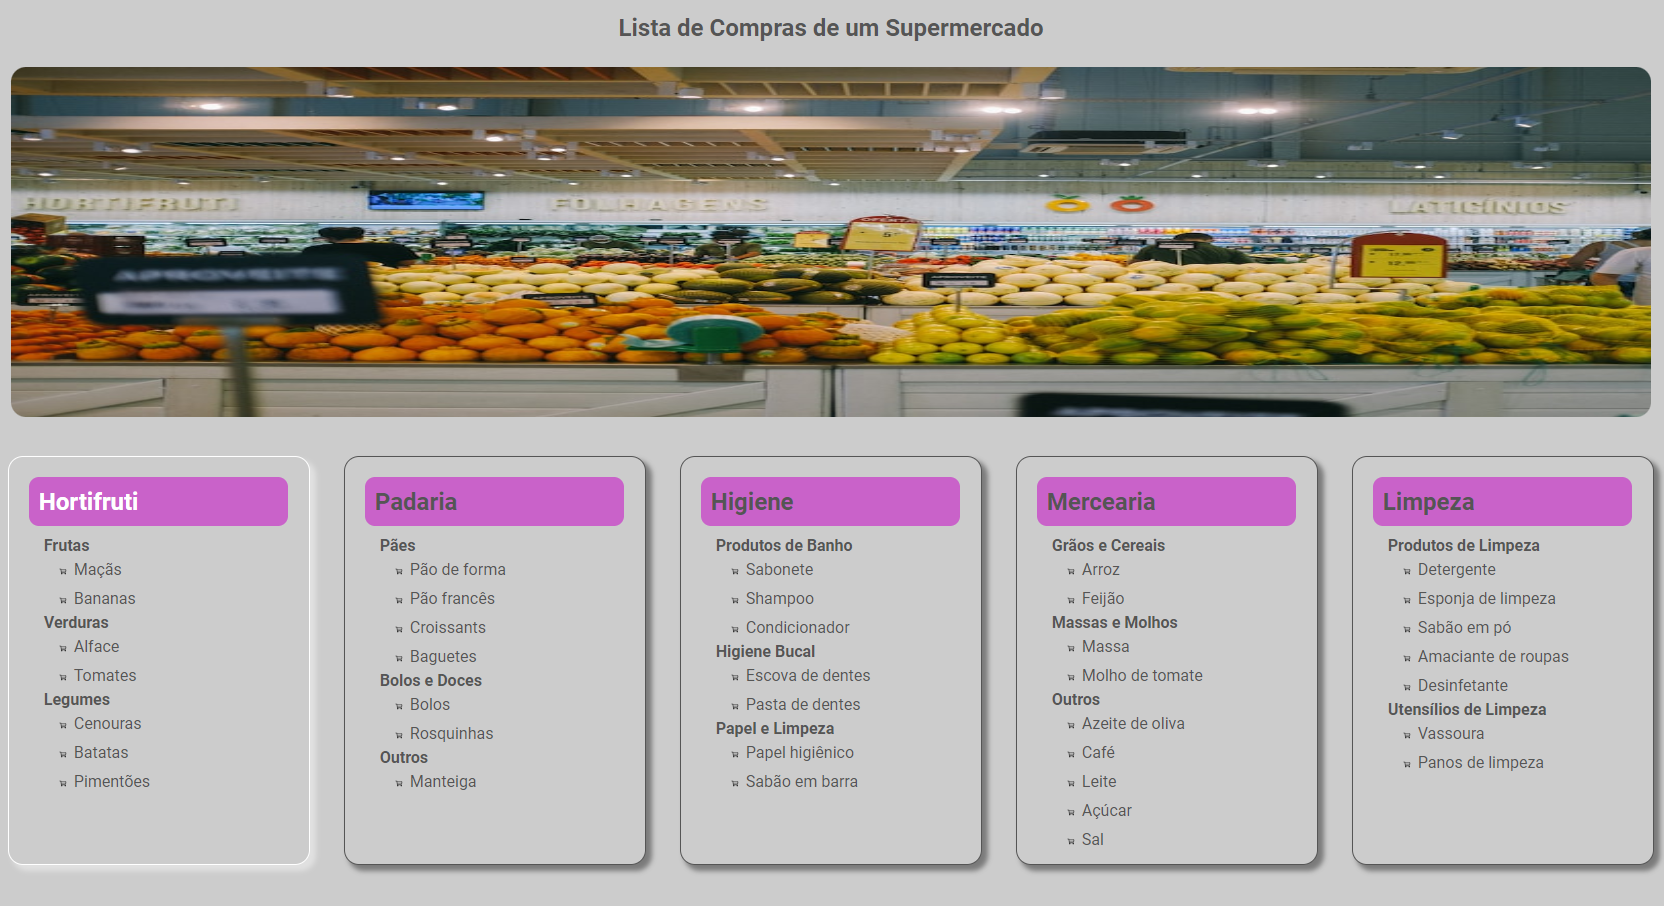 Lista de Compras de um Supermercado
HORTIFRUTI
FOLHAGENS
LATICÍNIOS
OFERTA
5
APROVEITE
Hortifruti
Frutas
Maçãs
Bananas
Verduras
Alface
Tomates
Legumes
Cenouras
Batatas
Pimentões
Padaria
Pães
Pão de forma
Pão francês
Croissants
Baguetes
Bolos e Doces
Bolos
Rosquinhas
Outros
Manteiga
Higiene
Produtos de Banho
Sabonete
Shampoo
Condicionador
Higiene Bucal
Escova de dentes
Pasta de dentes
Papel e Limpeza
Papel higiênico
Sabão em barra
Mercearia
Grãos e Cereais
Arroz
Feijão
Massas e Molhos
Massa
Molho de tomate
Outros
Azeite de oliva
Café
Leite
Açúcar
Sal
Limpeza
Produtos de Limpeza
Detergente
Esponja de limpeza
Sabão em pó
Amaciante de roupas
Desinfetante
Utensílios de Limpeza
Vassoura
Panos de limpeza